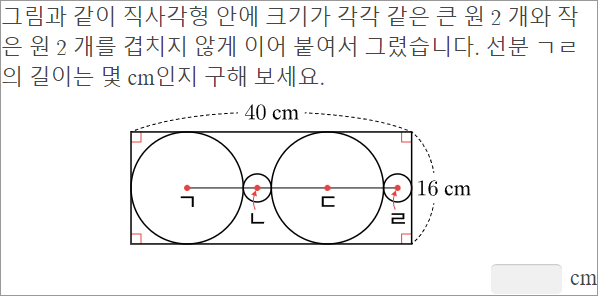 그림과 같이 직사각형 안에 크기가 각각 같은 큰 원 2 개와 작
은 원 2 개를 겹치지 않게 이어 붙여서 그렸습니다. 선분 ㄱㄹ
의 길이는 몇 cm인지 구해 보세요.
40 cm
16 cm
ㄱ ㄴ ㄷ ㄹ
cm